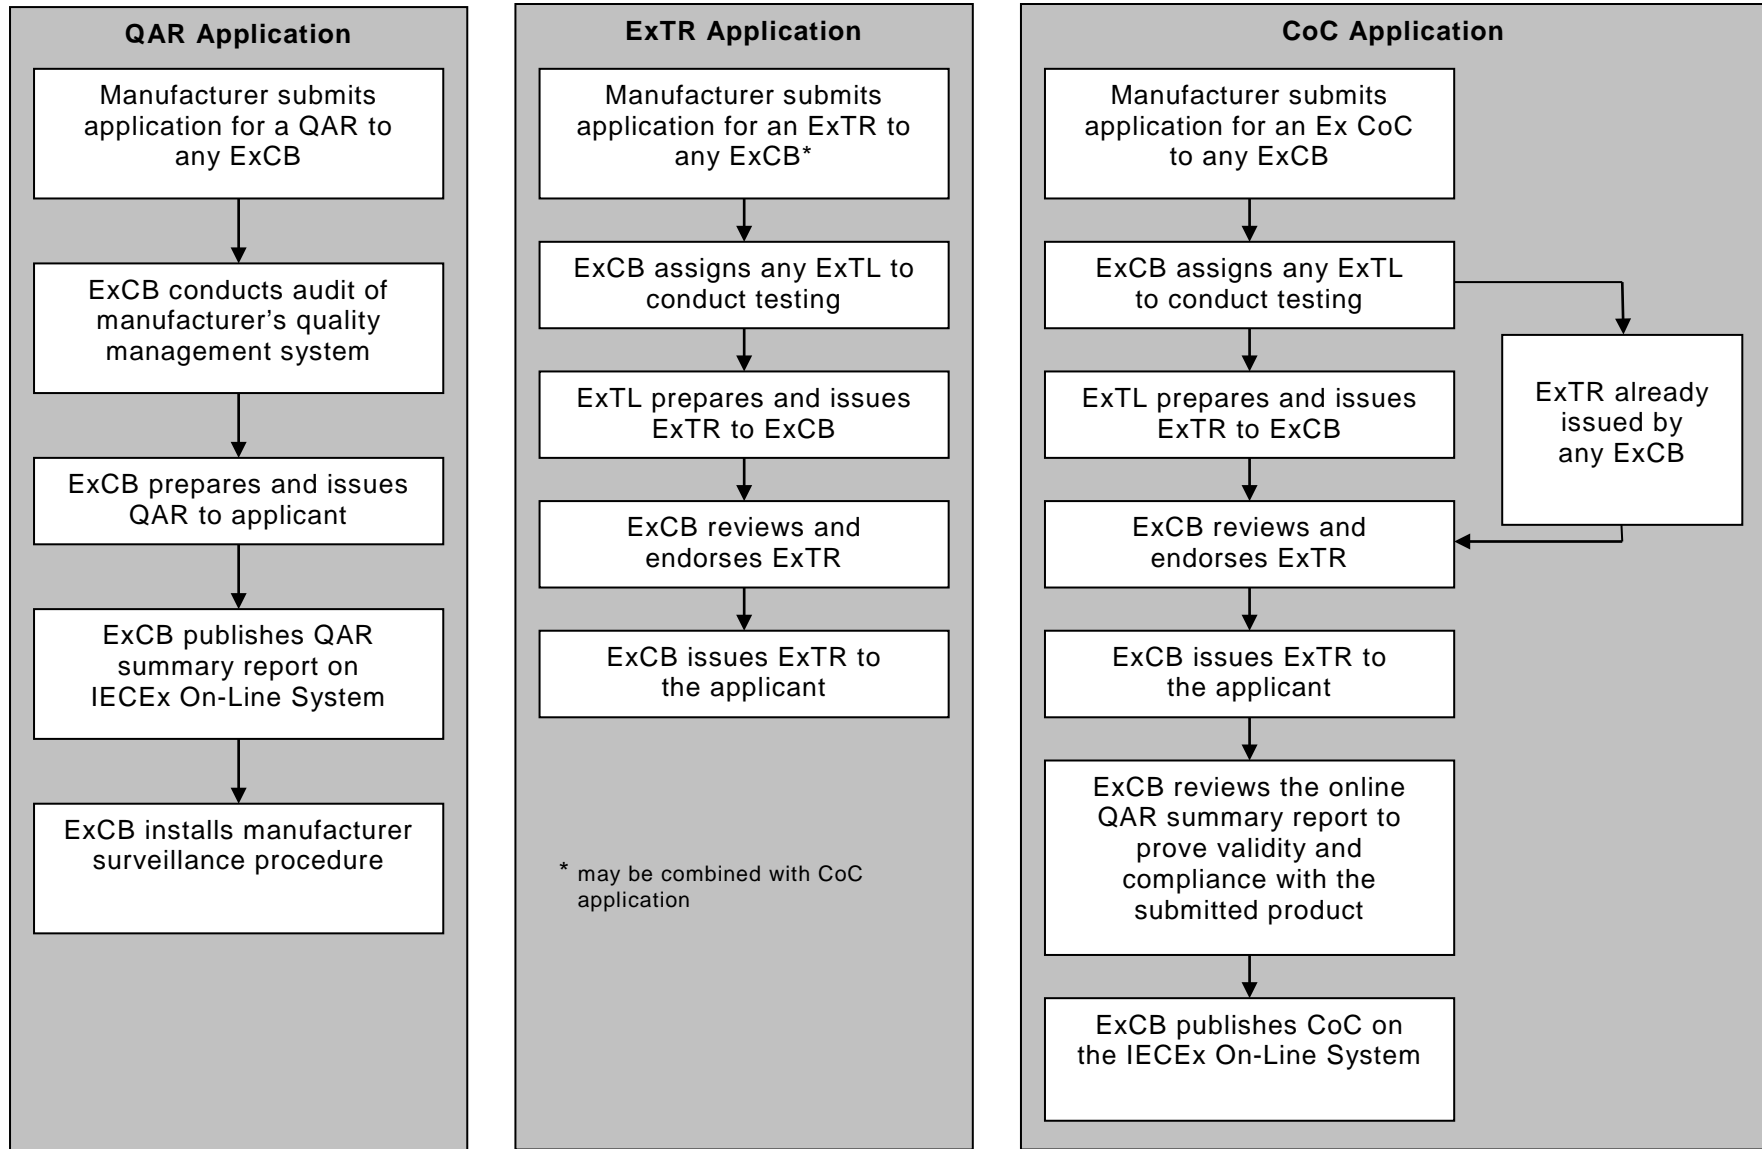 QAR Application
Manufacturer submits
application for a QAR to
any ExCB
ExCB conducts audit of
manufacturer’s quality
management system
ExCB prepares and issues
QAR to applicant
ExCB publishes QAR
summary report on
IECEx On-Line System
ExCB installs manufacturer
surveillance procedure
ExTR Application
Manufacturer submits
application for an ExTR to
any ExCB*
ExCB assigns any ExTL to
conduct testing
ExTL prepares and issues
ExTR to ExCB
ExCB reviews and
endorses ExTR
ExCB issues ExTR to
the applicant
* may be combined with CoC
application
CoC Application
Manufacturer submits
application for an Ex CoC
to any ExCB
ExCB assigns any ExTL
to conduct testing
ExTL prepares and issues
ExTR to ExCB
ExTR already
issued by
any ExCB
ExCB reviews and
endorses ExTR
ExCB issues ExTR to
the applicant
ExCB reviews the online
QAR summary report to
prove validity and
compliance with the
submitted product
ExCB publishes CoC on
the IECEx On-Line System